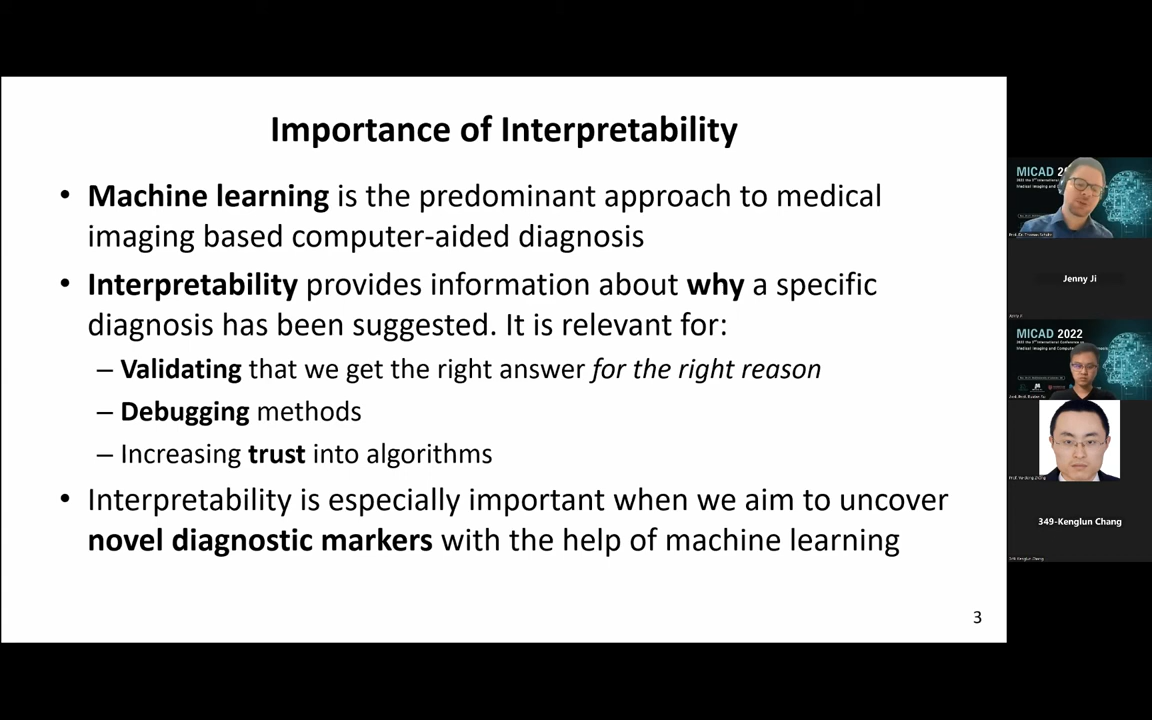 Importance of Interpretability
• Machine learning is the predominant approach to medical
imaging based computer-aided diagnosis
• Interpretability provides information about why a specific
diagnosis has been suggested. It is relevant for:
– Validating that we get the right answer for the right reason
– Debugging methods
– Increasing trust into algorithms
• Interpretability is especially important when we aim to uncover
novel diagnostic markers with the help of machine learning
3
MICAD
Jenny Ji
MICAD 2022
349-Kenglun Chang
349-Kenglun Chang